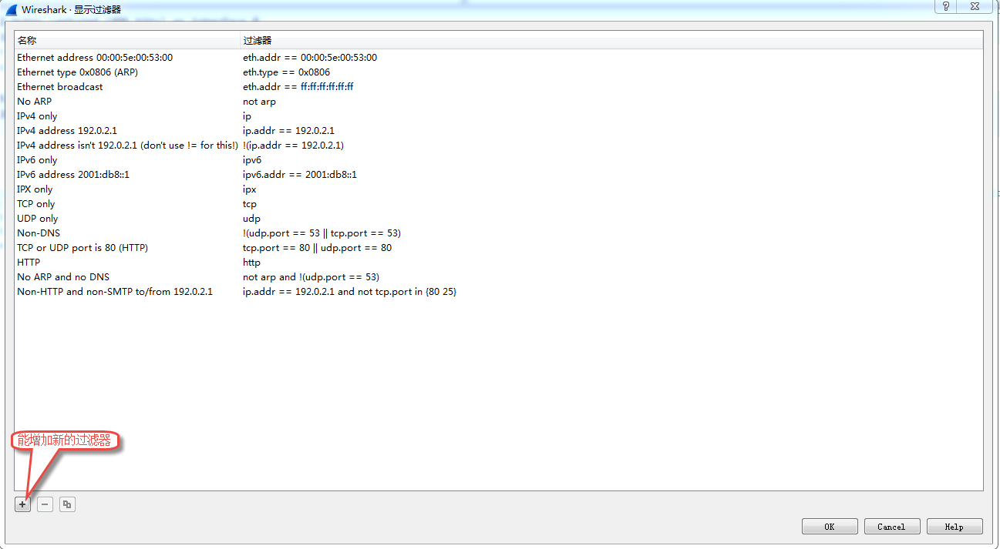 Wireshark · 显示过滤器
名称 过滤器
Ethernet address 00:00:5e:00:53:00 eth.addr == 00:00:5e:00:53:00
Ethernet type 0x0806 (ARP) eth.type == 0x0806
Ethernet broadcast eth.addr == ff:ff:ff:ff:ff:ff
No ARP not arp
IPv4 only ip
IPv4 address 192.0.2.1 ip.addr == 192.0.2.1
IPv4 address isn't 192.0.2.1 (don't use != for this!) !(ip.addr == 192.0.2.1)
IPv6 only ipv6
IPv6 address 2001:db8::1 ipv6.addr == 2001:db8::1
IPX only ipx
TCP only tcp
UDP only udp
Non-DNS !(udp.port == 53 || tcp.port == 53)
TCP or UDP port is 80 (HTTP) tcp.port == 80 || udp.port == 80
HTTP http
No ARP and no DNS not arp and !(udp.port == 53)
Non-HTTP and non-SMTP to/from 192.0.2.1 ip.addr == 192.0.2.1 and not tcp.port in {80 25}
能增加新的过滤器
OK Cancel Help